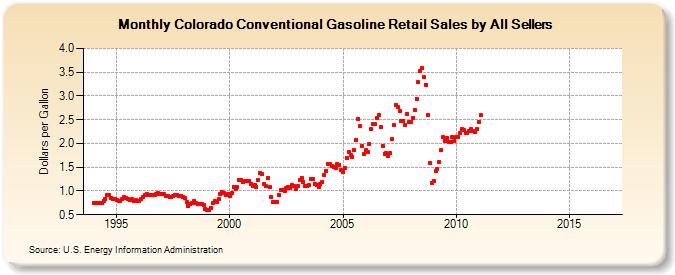 Monthly Colorado Conventional Gasoline Retail Sales by All Sellers
Dollars per Gallon
4.0
3.5
3.0
2.5
2.0
1.5
1.0
0.5
1995 2000 2005 2010 2015
Source: U.S. Energy Information Administration